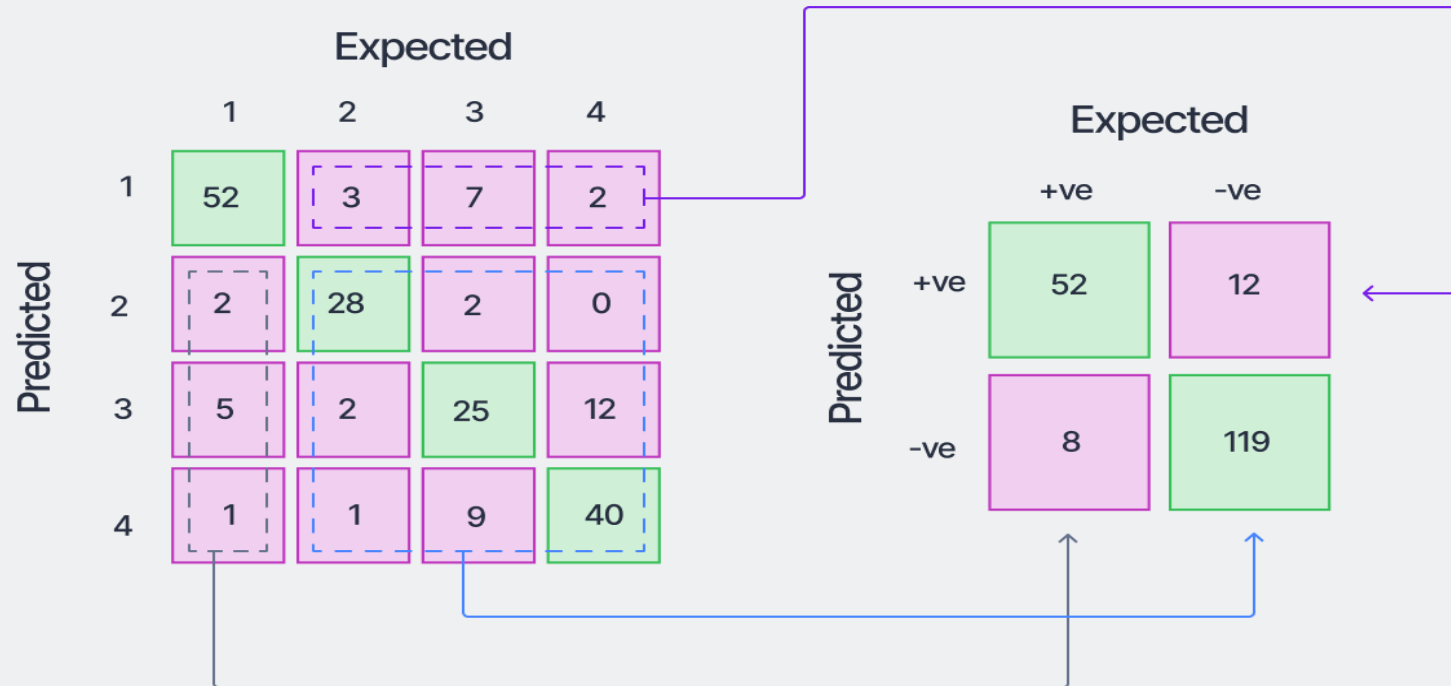 Expected
1 2 3 4
1 52 3 7 2
2 2 28 2 0
3 5 2 25 12
4 1 1 9 40
Predicted
Expected
+ve -ve
+ve 52 12
-ve 8 119
Predicted